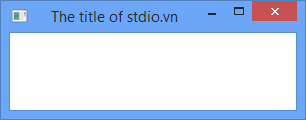 The title of stdio.vn